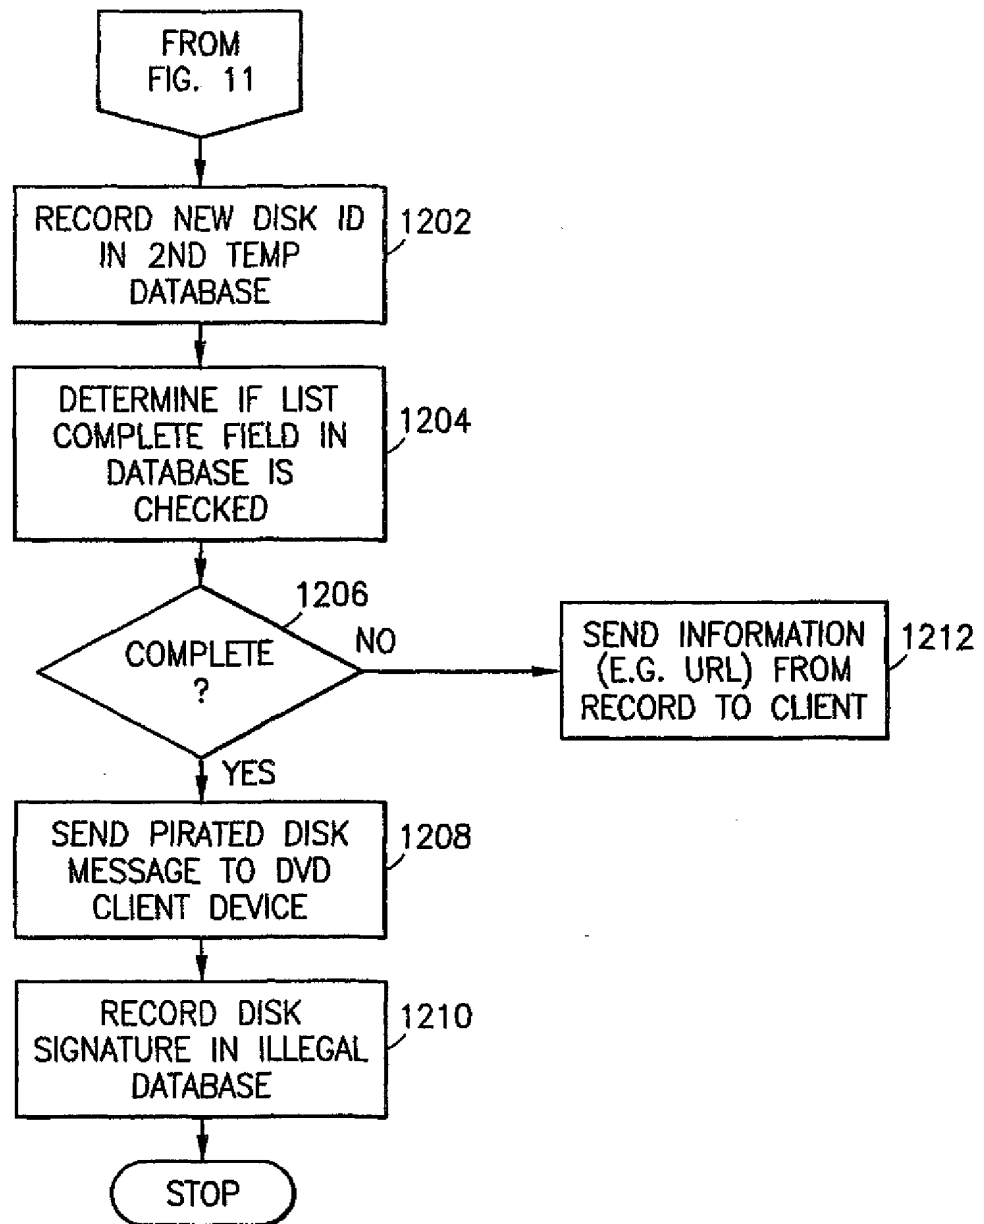 FROM
FIG. 11
RECORD NEW DISK ID
IN 2ND TEMP
DATABASE
1202
DETERMINE IF LIST
COMPLETE FIELD IN
DATABASE IS
CHECKED
1204
1206
COMPLETE
?
NO
SEND INFORMATION
(E.G. URL) FROM
RECORD TO CLIENT
1212
YES
SEND PIRATED DISK
MESSAGE TO DVD
CLIENT DEVICE
1208
RECORD DISK
SIGNATURE IN ILLEGAL
DATABASE
1210
STOP